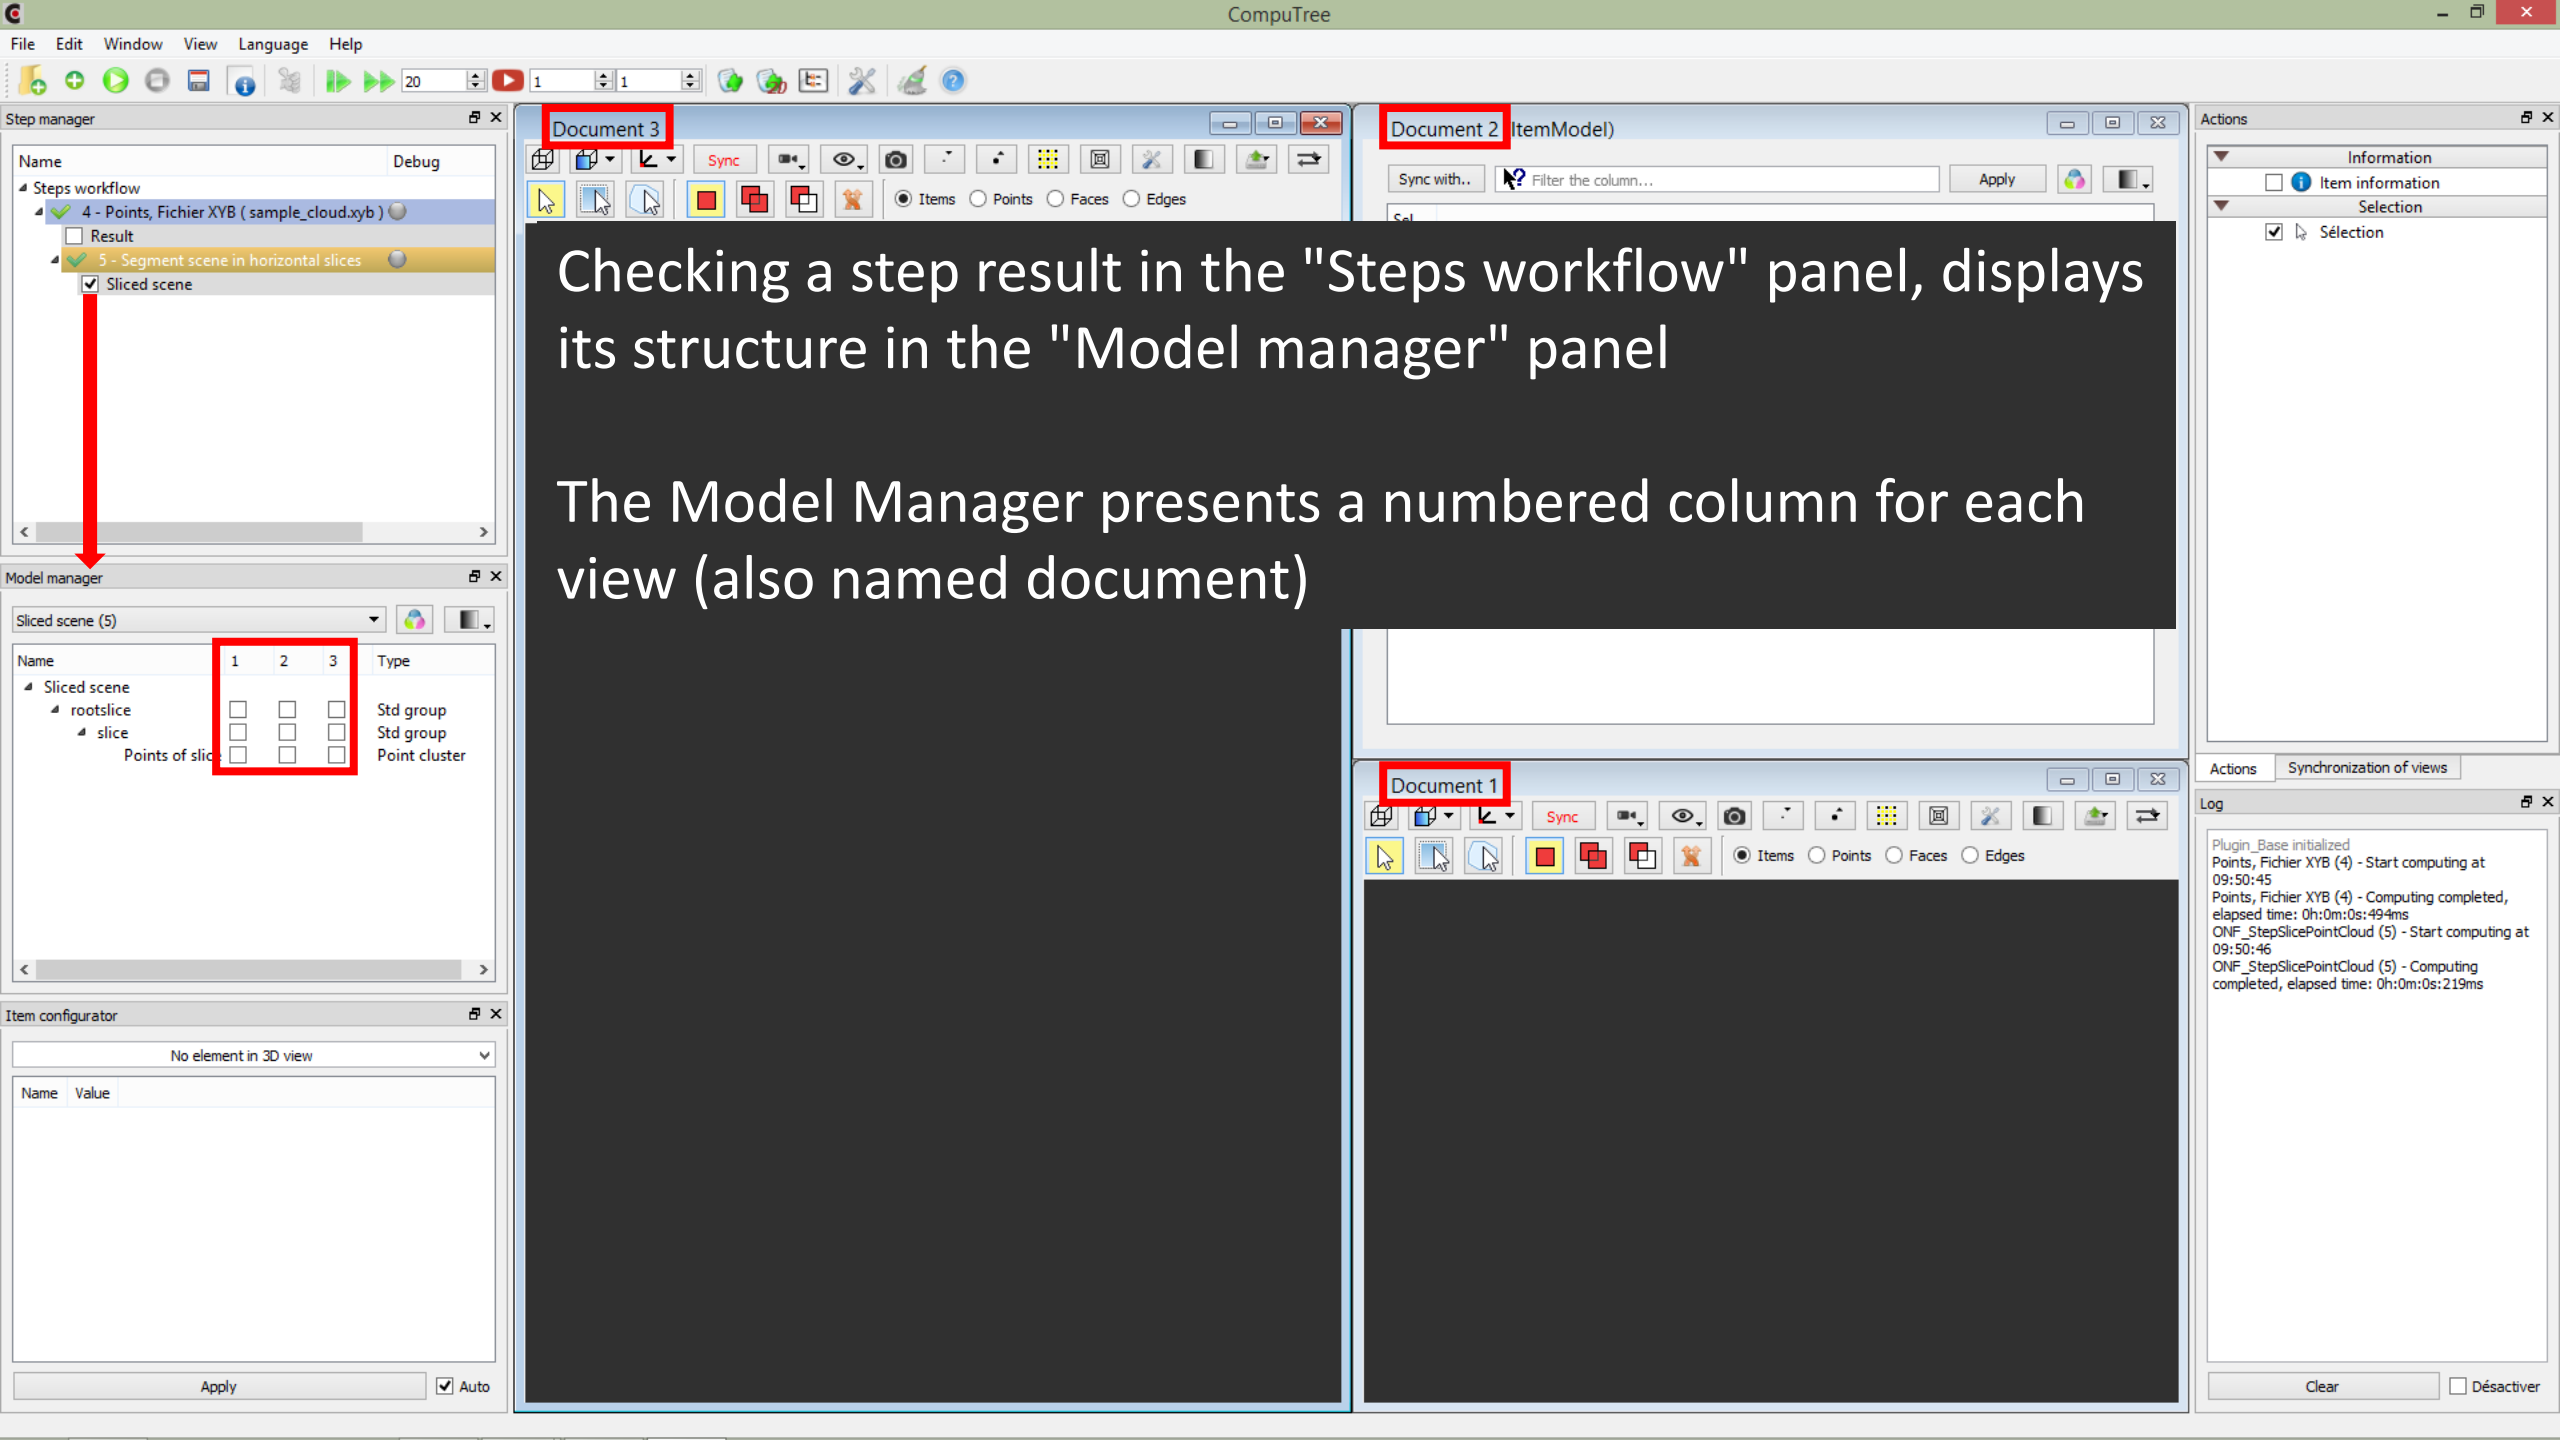 CompuTree
File Edit Window View Language Help
20 1 1
Step manager
Name Debug
Steps workflow
4 - Points, Fichier XYB ( sample_cloud.xyb )
Result
5 - Segment scene in horizontal slices
Sliced scene
Model manager
Sliced scene (5)
Name 1 2 3 Type
Sliced scene
rootslice Std group
slice Std group
Points of slice Point cluster
Item configurator
No element in 3D view
Name Value
Apply Auto
Document 3
Sync
Items Points Faces Edges
Document 2 ItemModel)
Sync with.. Filter the column... Apply
Sel
Checking a step result in the "Steps workflow" panel, displays
its structure in the "Model manager" panel
The Model Manager presents a numbered column for each
view (also named document)
Document 1
Sync
Items Points Faces Edges
Actions
Information
Item information
Selection
Sélection
Actions Synchronization of views
Log
Plugin_Base initialized
Points, Fichier XYB (4) - Start computing at
09:50:45
Points, Fichier XYB (4) - Computing completed,
elapsed time: 0h:0m:0s:494ms
ONF_StepSlicePointCloud (5) - Start computing at
09:50:46
ONF_StepSlicePointCloud (5) - Computing
completed, elapsed time: 0h:0m:0s:219ms
Clear Désactiver